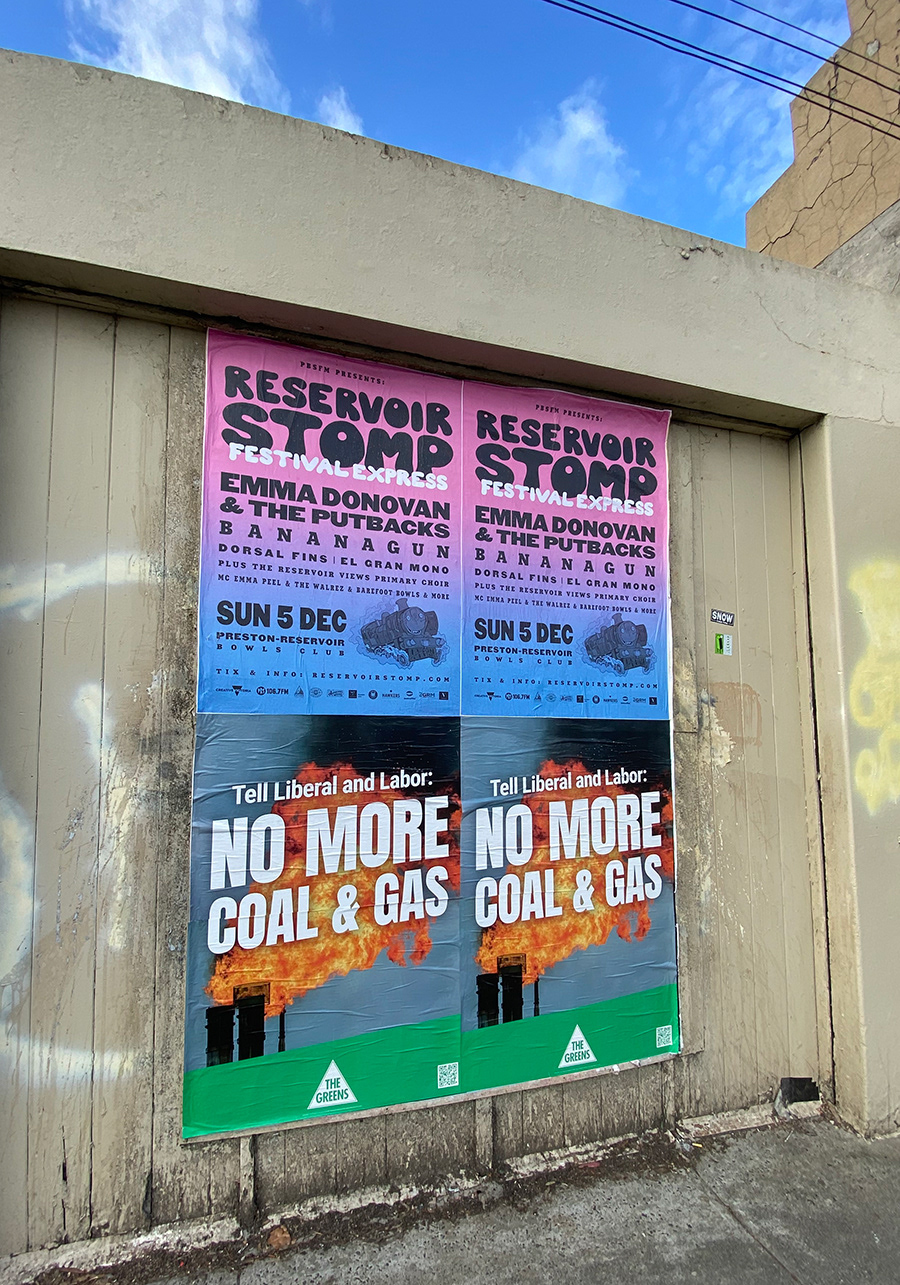 PBSFM PRESENTS:
RESERVOIR
STOMP
FESTIVAL EXPRESS
EMMA DONOVAN
& THE PUTBACKS
BANANAGUN
DORSAL FINS | EL GRAN MONO
PLUS THE RESERVOIR VIEWS PRIMARY CHOIR
MC EMMA PEEL & THE WALREZ & BAREFOOT BOWLS & MORE
SUN 5 DEC
PRESTON-RESERVOIR
BOWLS CLUB
TIX & INFO: RESERVOIRSTOMP.COM
106.7FM
PBSFM PRESENTS:
RESERVOIR
STOMP
FESTIVAL EXPRESS
EMMA DONOVAN
& THE PUTBACKS
BANANAGUN
DORSAL FINS | EL GRAN MONO
PLUS THE RESERVOIR VIEWS PRIMARY CHOIR
MC EMMA PEEL & THE WALREZ & BAREFOOT BOWLS & MORE
SUN 5 DEC
PRESTON-RESERVOIR
BOWLS CLUB
TIX & INFO: RESERVOIRSTOMP.COM
106.7FM
SNOW
Tell Liberal and Labor:
NO MORE
COAL & GAS
THE
GREENS
Tell Liberal and Labor:
NO MORE
COAL & GAS
THE
GREENS